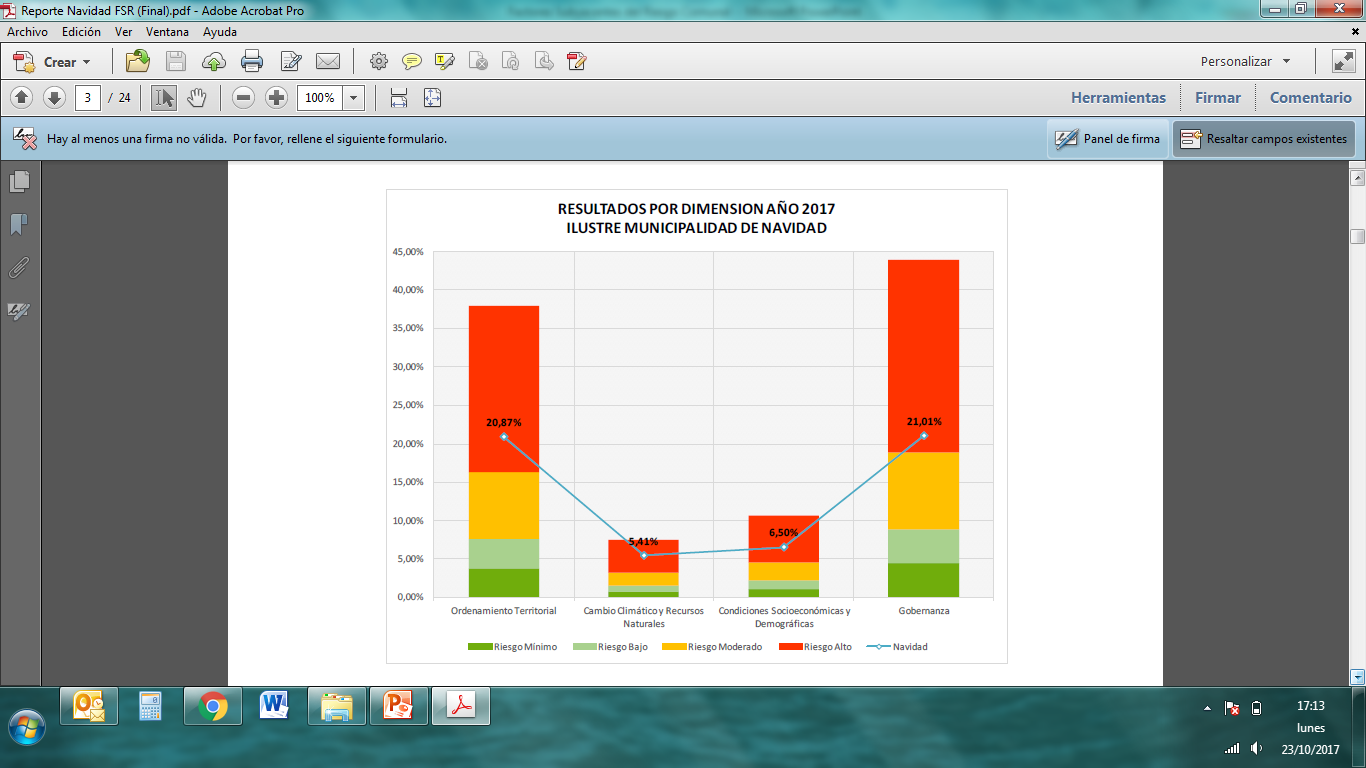 Reporte Navidad FSR (Final).pdf - Adobe Acrobat Pro
Archivo Edición Ver Ventana Ayuda
Crear
Personalizar
3 / 24
100%
Herramientas Firmar Comentario
Hay al menos una firma no válida. Por favor, rellene el siguiente formulario.
Panel de firma
Resaltar campos existentes
RESULTADOS POR DIMENSION AÑO 2017
ILUSTRE MUNICIPALIDAD DE NAVIDAD
45,00%
40,00%
35,00%
30,00%
25,00%
20,00%
15,00%
10,00%
5,00%
0,00%
20,87%
5,41%
6,50%
21,01%
Ordenamiento Territorial
Cambio Climático y Recursos
Naturales
Condiciones Socioeconómicas y
Demográficas
Gobernanza
Riesgo Mínimo Riesgo Bajo Riesgo Moderado Riesgo Alto Navidad
17:13
lunes
23/10/2017